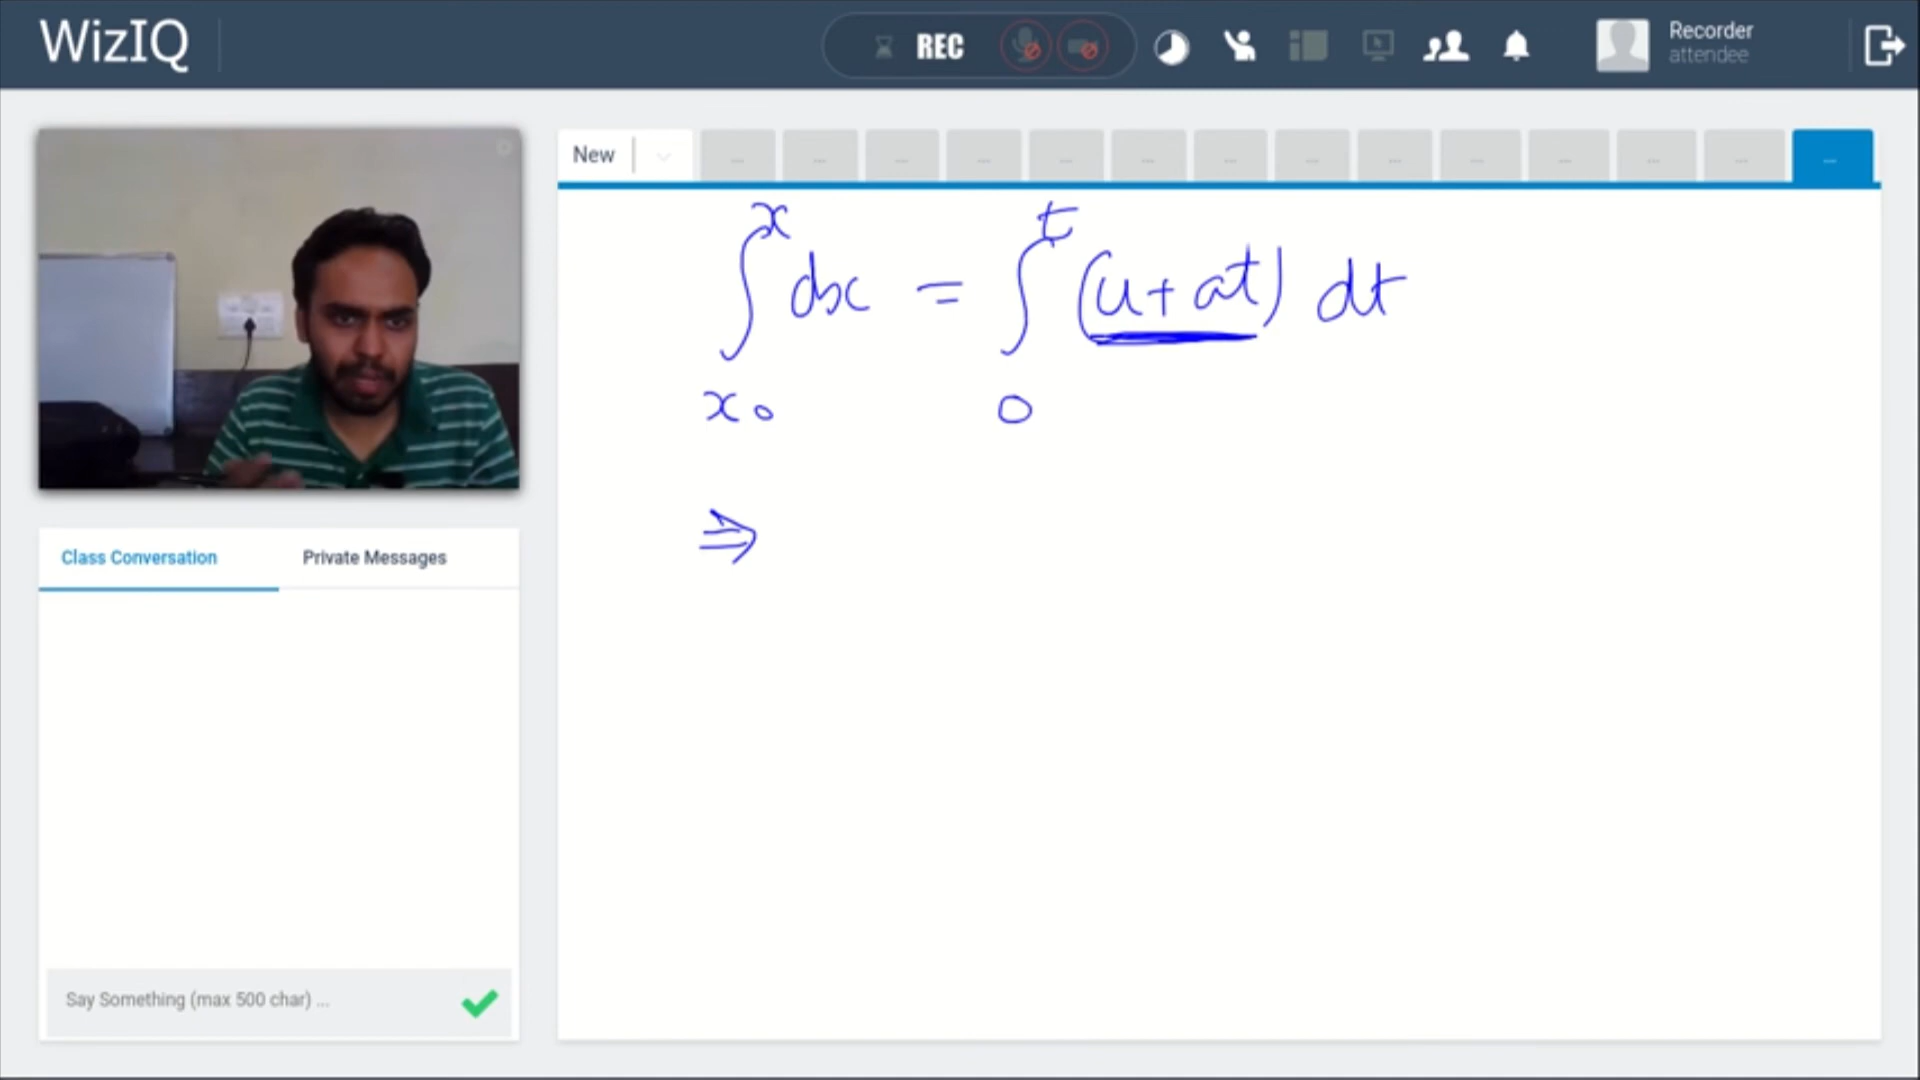 WizIQ
REC
Recorder
attendee
New
∫_{x₀}^{x} dx = ∫_{0}^{t} (u + at) dt
⇒
Class Conversation
Private Messages
Say Something (max 500 char) ...